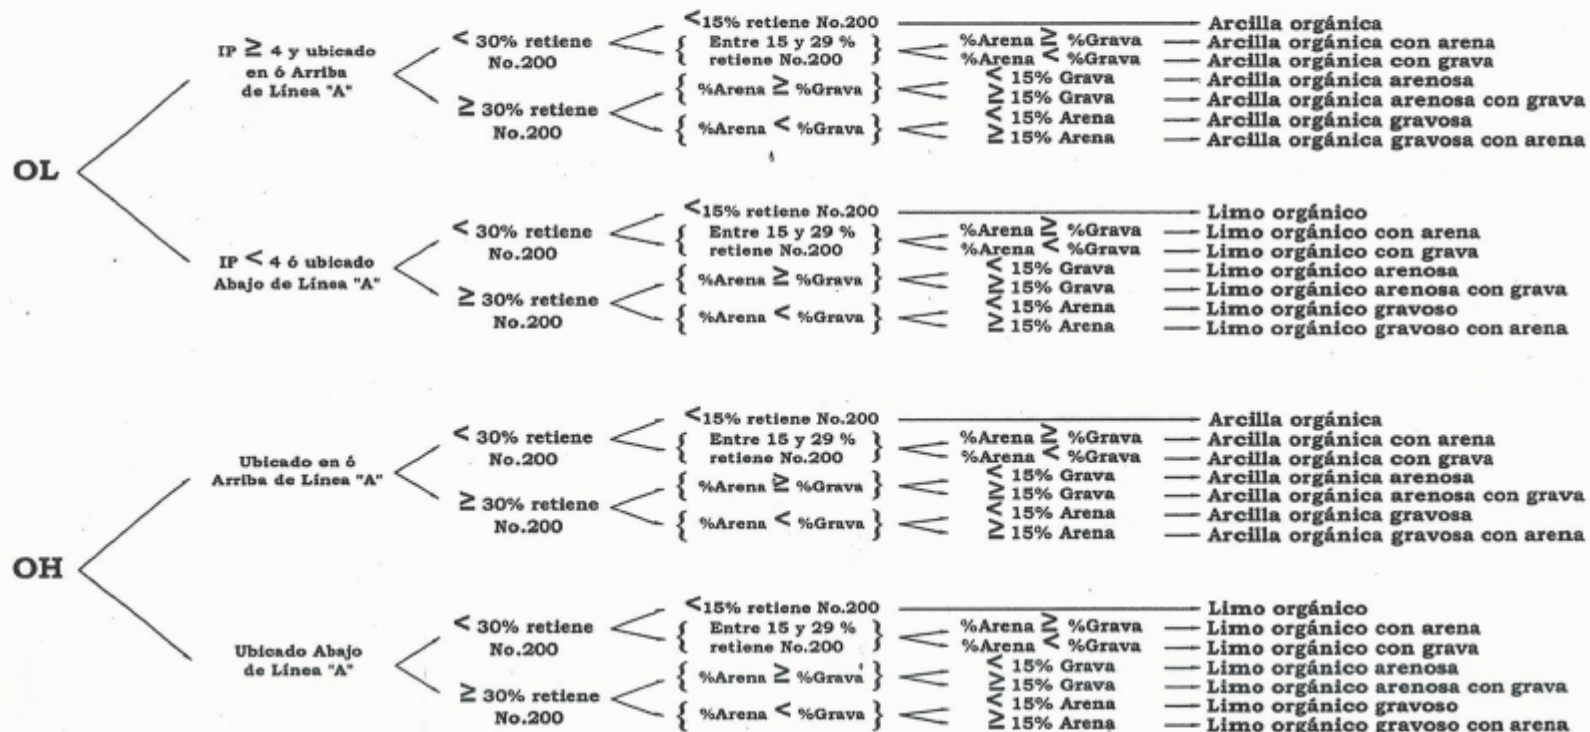 OL
IP ≥ 4 y ubicado
en ó Arriba
de Línea "A"
< 30% retiene
No.200
<15% retiene No.200
Arcilla orgánica
{ Entre 15 y 29 % }
retiene No.200
%Arena ≥ %Grava
Arcilla orgánica con arena
%Arena < %Grava
Arcilla orgánica con grava
≥ 30% retiene
No.200
{ %Arena ≥ %Grava }
< 15% Grava
Arcilla orgánica arenosa
≥ 15% Grava
Arcilla orgánica arenosa con grava
{ %Arena < %Grava }
< 15% Arena
Arcilla orgánica gravosa
≥ 15% Arena
Arcilla orgánica gravosa con arena
IP < 4 ó ubicado
Abajo de Línea "A"
< 30% retiene
No.200
<15% retiene No.200
Limo orgánico
{ Entre 15 y 29 % }
retiene No.200
%Arena ≥ %Grava
Limo orgánico con arena
%Arena < %Grava
Limo orgánico con grava
≥ 30% retiene
No.200
{ %Arena ≥ %Grava }
< 15% Grava
Limo orgánico arenosa
≥ 15% Grava
Limo orgánico arenosa con grava
{ %Arena < %Grava }
< 15% Arena
Limo orgánico gravoso
≥ 15% Arena
Limo orgánico gravoso con arena
OH
Ubicado en ó
Arriba de Línea "A"
< 30% retiene
No.200
<15% retiene No.200
Arcilla orgánica
{ Entre 15 y 29 % }
retiene No.200
%Arena ≥ %Grava
Arcilla orgánica con arena
%Arena < %Grava
Arcilla orgánica con grava
≥ 30% retiene
No.200
{ %Arena ≥ %Grava }
< 15% Grava
Arcilla orgánica arenosa
≥ 15% Grava
Arcilla orgánica arenosa con grava
{ %Arena < %Grava }
< 15% Arena
Arcilla orgánica gravosa
≥ 15% Arena
Arcilla orgánica gravosa con arena
Ubicado Abajo
de Línea "A"
< 30% retiene
No.200
<15% retiene No.200
Limo orgánico
{ Entre 15 y 29 % }
retiene No.200
%Arena ≥ %Grava
Limo orgánico con arena
%Arena < %Grava
Limo orgánico con grava
≥ 30% retiene
No.200
{ %Arena ≥ %Grava }
< 15% Grava
Limo orgánico arenosa
≥ 15% Grava
Limo orgánico arenosa con grava
{ %Arena < %Grava }
< 15% Arena
Limo orgánico gravoso
≥ 15% Arena
Limo orgánico gravoso con arena